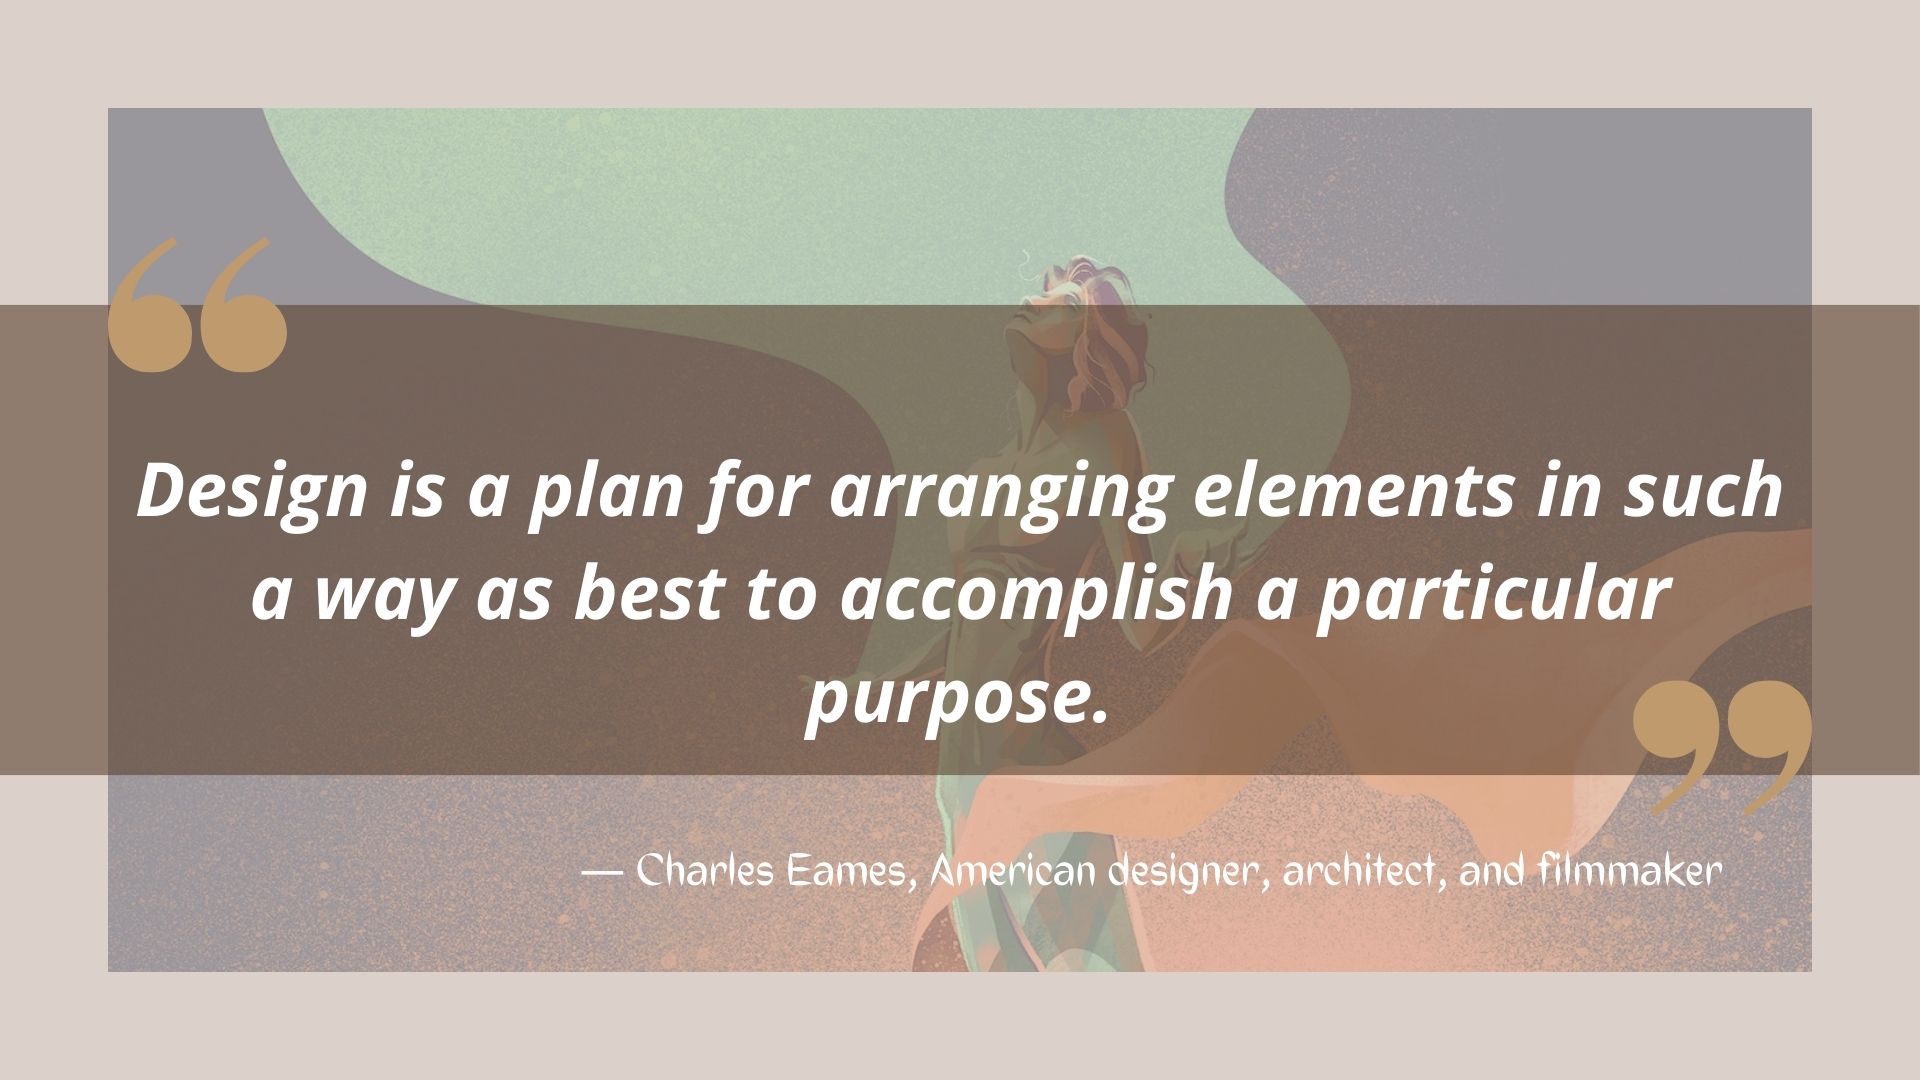 “
Design is a plan for arranging elements in such
a way as best to accomplish a particular
purpose.
”
— Charles Eames, American designer, architect, and filmmaker